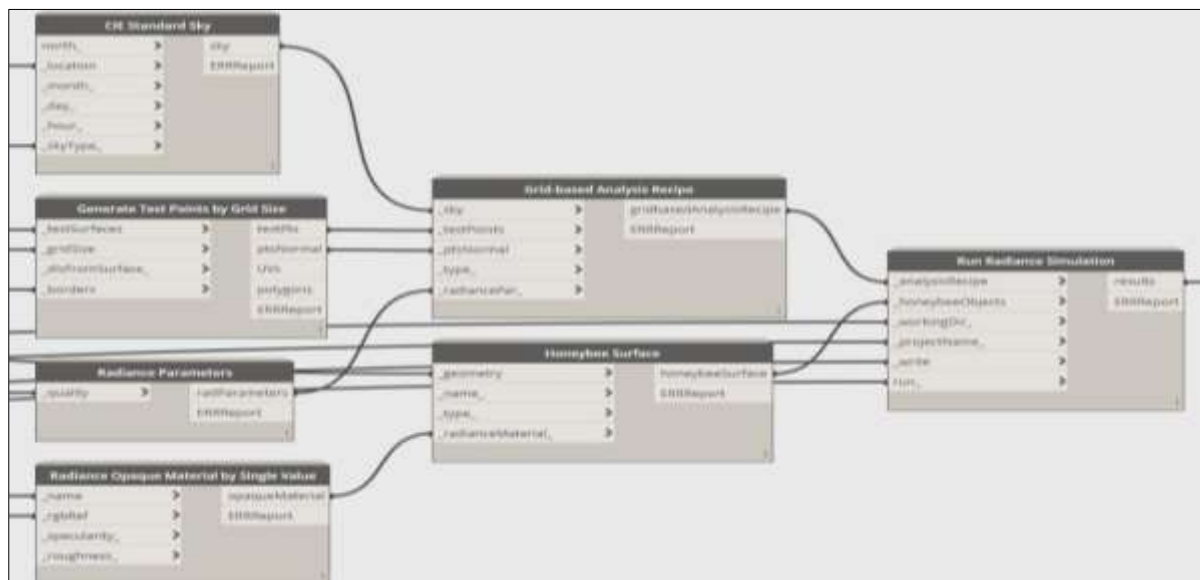 CIE Standard Sky
north_
_location
_month_
_day_
_hour_
_skyType_
sky
ERRReport
Generate Test Points by Grid Size
_testSurfaces
_gridSize
_disFromSurface_
_borders
testPts
ptsNormal
UVs
polygons
ERRReport
Radiance Parameters
_quality
radParameters
ERRReport
Radiance Opaque Material by Single Value
_name
_rgbRef
_specularity_
_roughness_
opaqueMaterial
ERRReport
Grid-based Analysis Recipe
_sky
_testPoints
_ptsNormal
_type_
_radiancePar_
gridbasedAnalysisRecipe
ERRReport
Honeybee Surface
_geometry
_name_
_type_
_radianceMaterial_
honeybeeSurface
ERRReport
Run Radiance Simulation
_analysisRecipe
_honeybeeObjects
_workingDir_
_projectName_
_write
run_
results
ERRReport